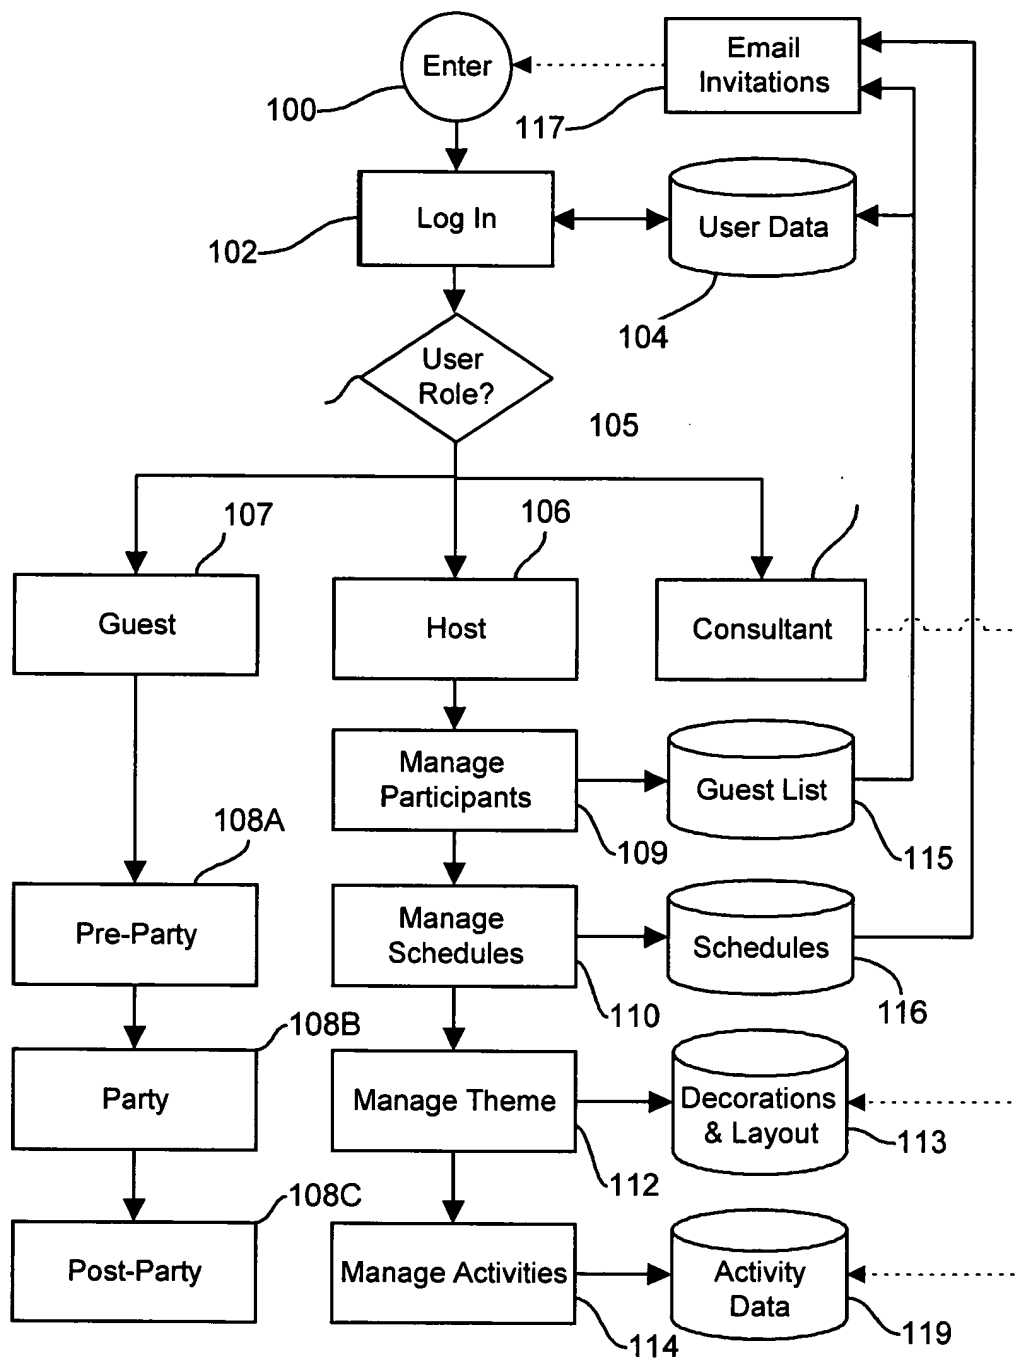 Enter
Email
Invitations
100
117
Log In
User Data
102
104
User
Role?
105
107
106
Guest
Host
Consultant
Manage
Participants
Guest List
108A
109
115
Pre-Party
Manage
Schedules
Schedules
110
116
108B
Party
Manage Theme
Decorations
& Layout
113
112
108C
Post-Party
Manage Activities
Activity
Data
114
119